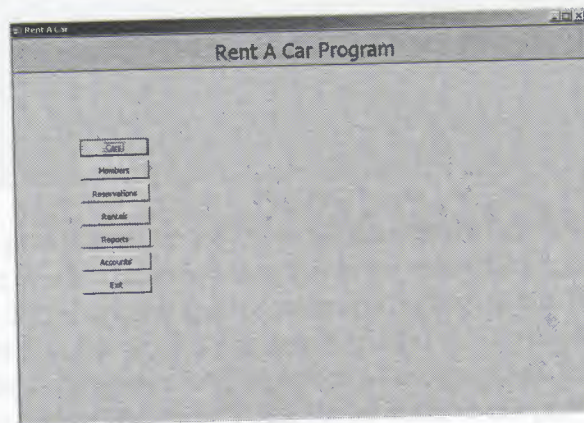 Rent A Car
Rent A Car Program
Cars
Members
Reservations
Rentals
Reports
Accounts
Exit